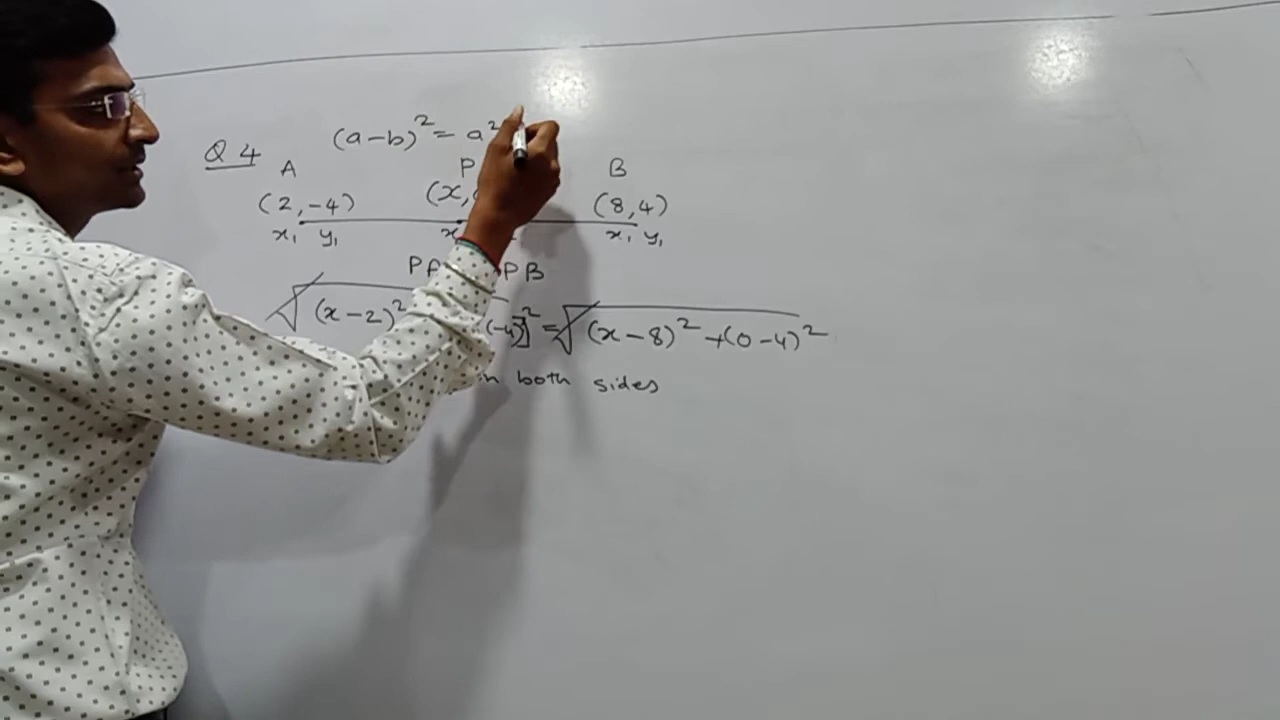 (a-b)² = a²
Q 4 A P B
(2,-4) (x, (8,4)
x₁ y₁ x x₁ y₁
PA PB
√(x-2)² (-4)]² = √(x-8)² +(0-4)²
in both sides